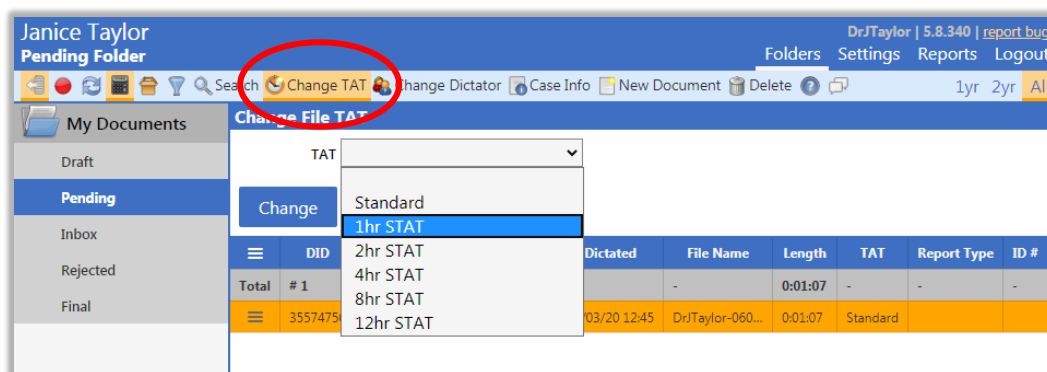 Janice Taylor
DrJTaylor | 5.8.340 | report bug
Pending Folder
Folders Settings Reports Logout
Search Change TAT Change Dictator Case Info New Document Delete 1yr 2yr Al
My Documents
Change File TAT
Draft
TAT
Pending
Standard
Change
1hr STAT
Inbox
2hr STAT
DID Dictated File Name Length TAT Report Type ID #
Rejected
4hr STAT
Total # 1 - 0:01:07 - - -
8hr STAT
Final
3557475 /03/20 12:45 DrJTaylor-060... 0:01:07 Standard
12hr STAT